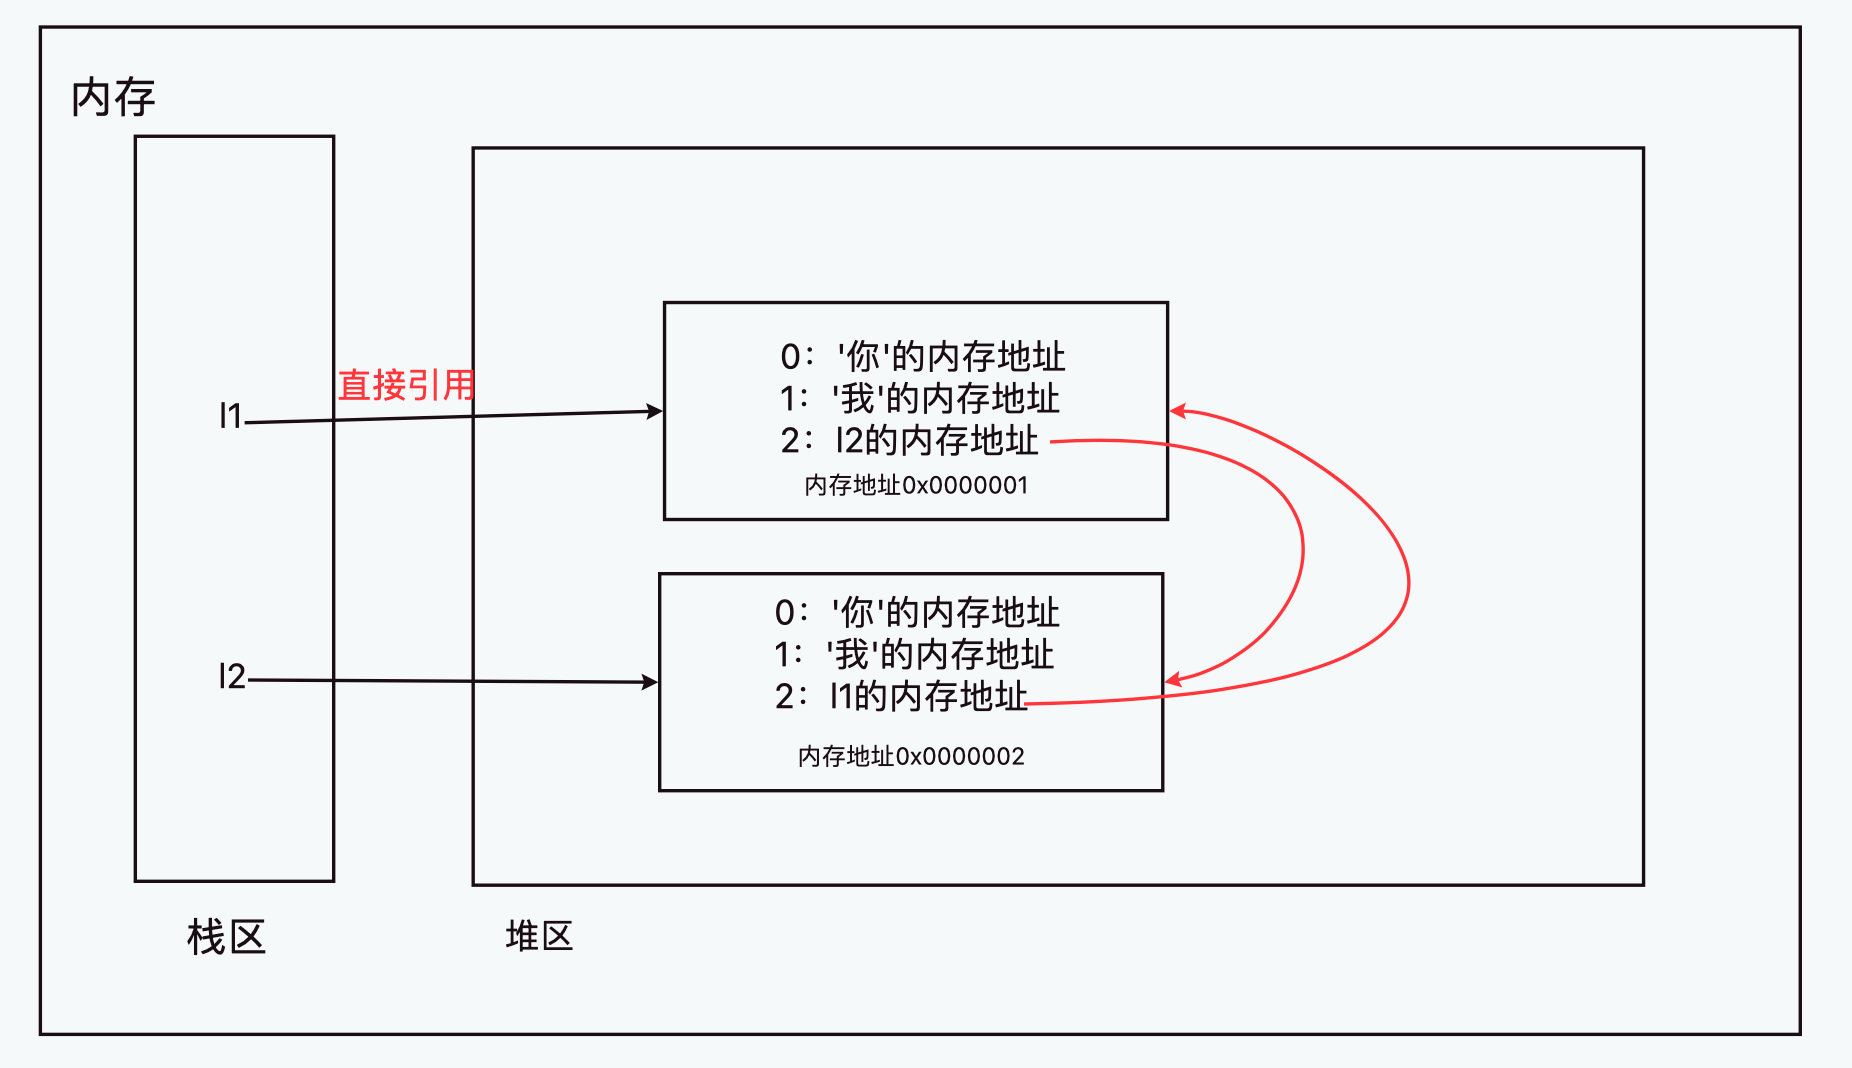 内存
直接引用
l1
0：'你'的内存地址
1：'我'的内存地址
2：l2的内存地址
内存地址0x0000001
l2
0：'你'的内存地址
1：'我'的内存地址
2：l1的内存地址
内存地址0x0000002
栈区
堆区